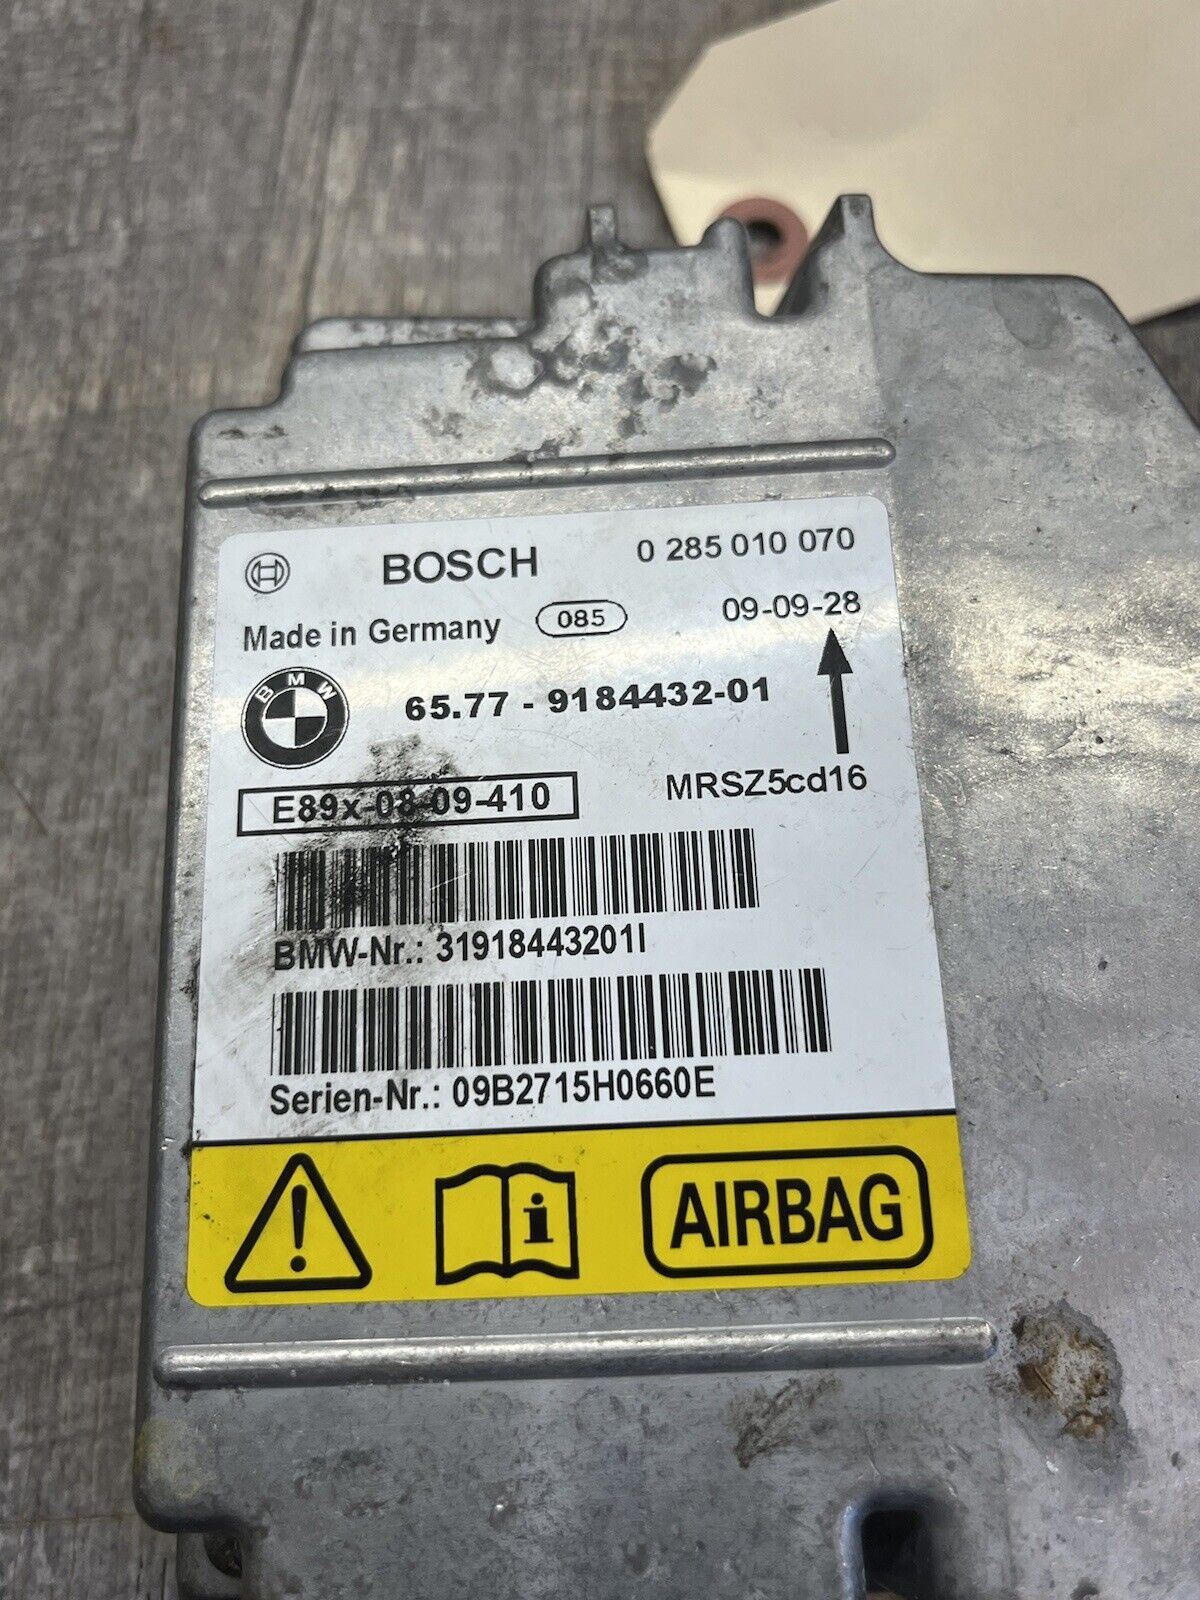 BOSCH 0 285 010 070
Made in Germany 085 09-09-28
BMW 65.77 - 9184432-01
E89x-08-09-410 MRSZ5cd16
BMW-Nr.: 31918443201I
Serien-Nr.: 09B2715H0660E
AIRBAG